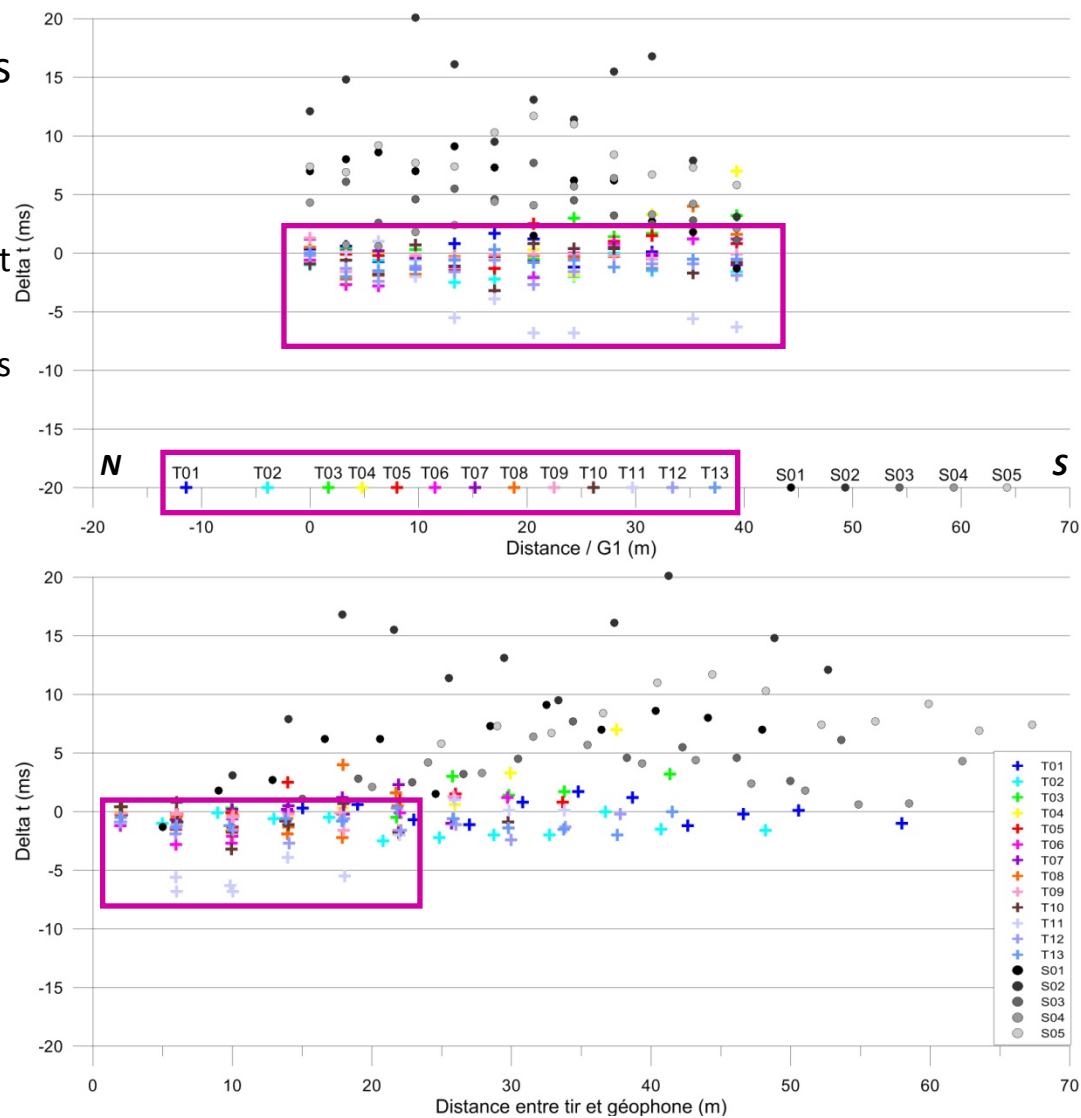 S
t
s
20
15
10
5
0
-5
-10
-15
-20
Delta t (ms)
N
T01 T02 T03 T04 T05 T06 T07 T08 T09 T10 T11 T12 T13 S01 S02 S03 S04 S05
S
-20 -10 0 10 20 30 40 50 60 70
Distance / G1 (m)
20
15
10
5
0
-5
-10
-15
-20
Delta t (ms)
T01
T02
T03
T04
T05
T06
T07
T08
T09
T10
T11
T12
T13
S01
S02
S03
S04
S05
0 10 20 30 40 50 60 70
Distance entre tir et géophone (m)